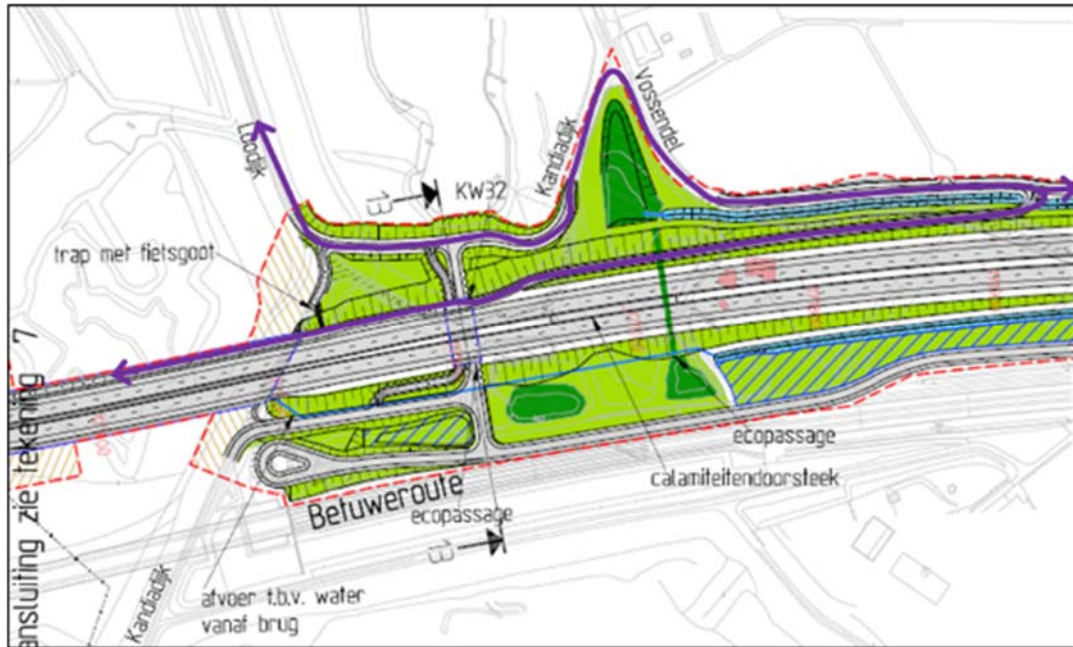 Loodijk
13
KW32
Kandiadijk
Vossendel
trap met fietsgoot
ansluiting zie tekening 7
ecopassage
calamiteitendoorsteek
Betuweroute
ecopassage
13
afvoer t.b.v. water
vanaf brug
Kandiadijk